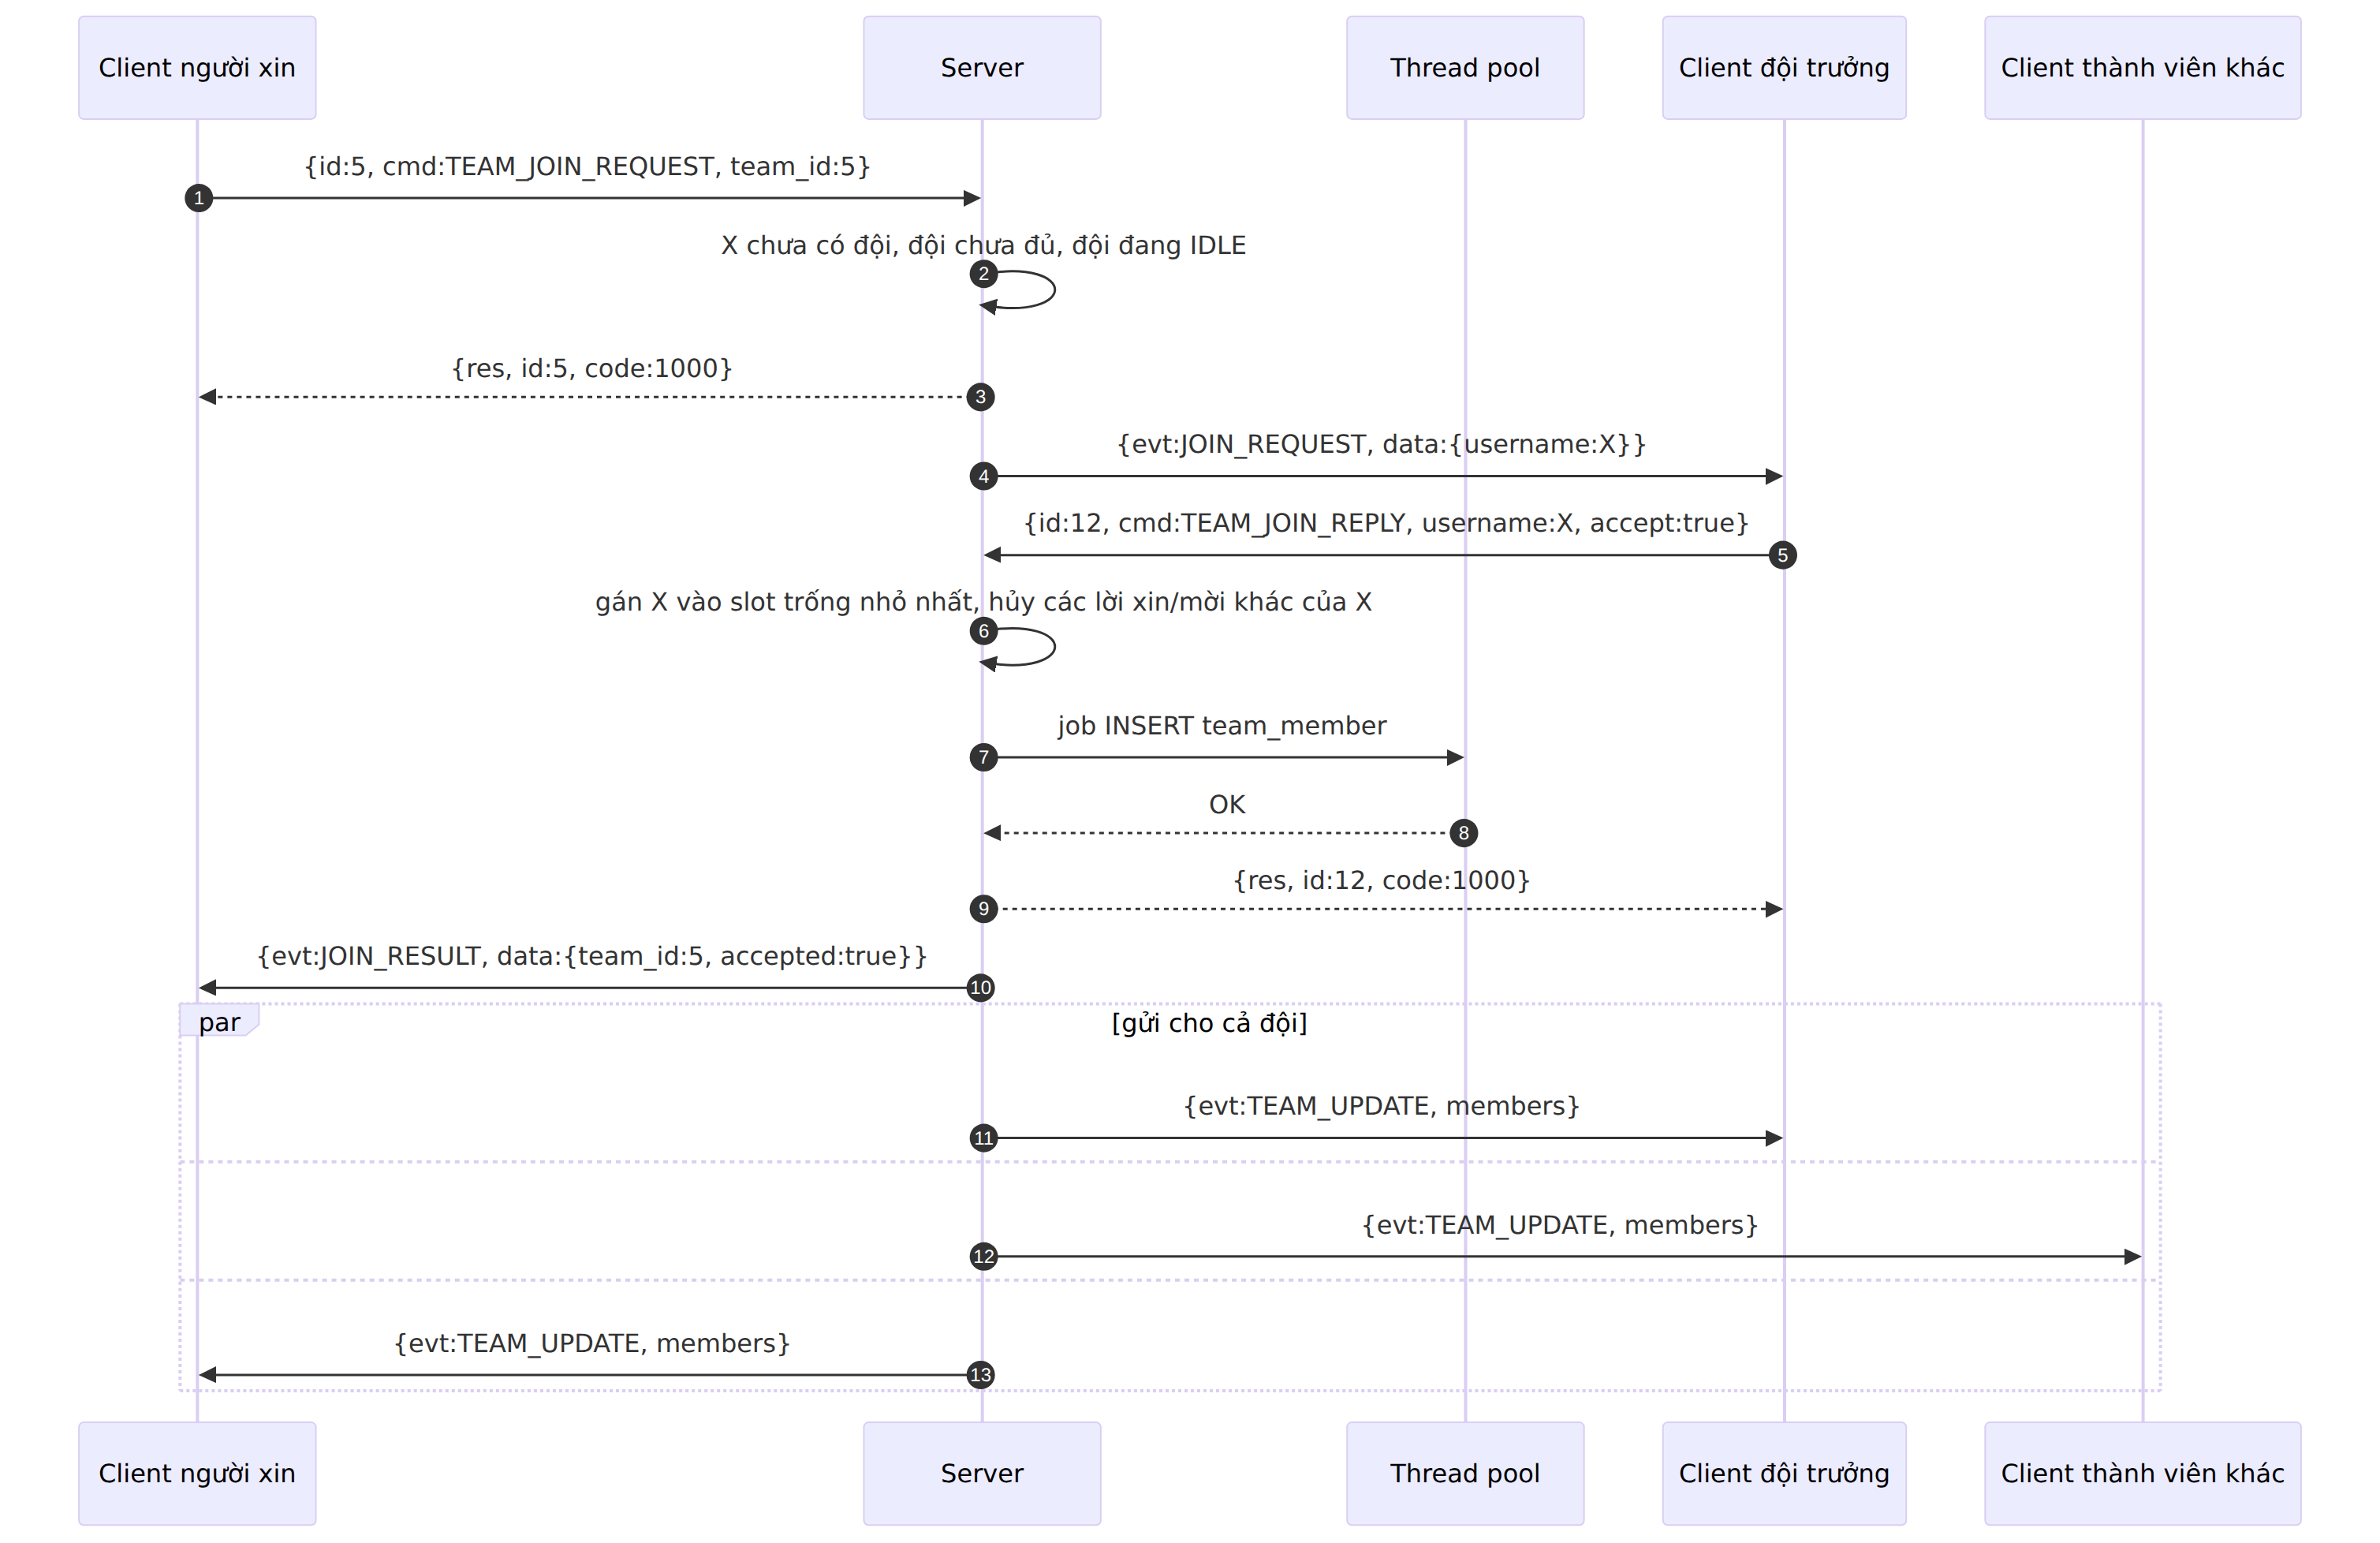 Client người xin
Server
Thread pool
Client đội trưởng
Client thành viên khác
{id:5, cmd:TEAM_JOIN_REQUEST, team_id:5}
1
X chưa có đội, đội chưa đủ, đội đang IDLE
2
{res, id:5, code:1000}
3
{evt:JOIN_REQUEST, data:{username:X}}
4
{id:12, cmd:TEAM_JOIN_REPLY, username:X, accept:true}
5
gán X vào slot trống nhỏ nhất, hủy các lời xin/mời khác của X
6
job INSERT team_member
7
OK
8
{res, id:12, code:1000}
9
{evt:JOIN_RESULT, data:{team_id:5, accepted:true}}
10
par
[gửi cho cả đội]
{evt:TEAM_UPDATE, members}
11
{evt:TEAM_UPDATE, members}
12
{evt:TEAM_UPDATE, members}
13
Client người xin
Server
Thread pool
Client đội trưởng
Client thành viên khác